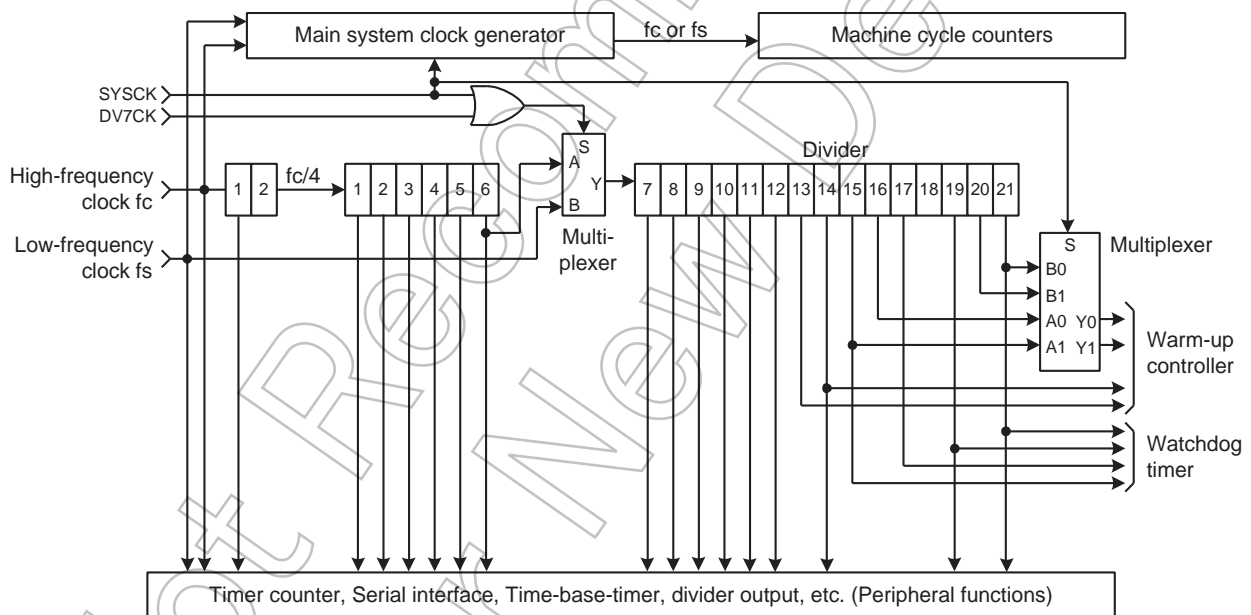 Main system clock generator
fc or fs
Machine cycle counters
SYSCK
DV7CK
S
A
Y
B
Multi-
plexer
Divider
High-frequency
clock fc
1 2
fc/4
1 2 3 4 5 6
7 8 9 10 11 12 13 14 15 16 17 18 19 20 21
Low-frequency
clock fs
S
Multiplexer
B0
B1
A0 Y0
A1 Y1
Warm-up
controller
Watchdog
timer
Timer counter, Serial interface, Time-base-timer, divider output, etc. (Peripheral functions)